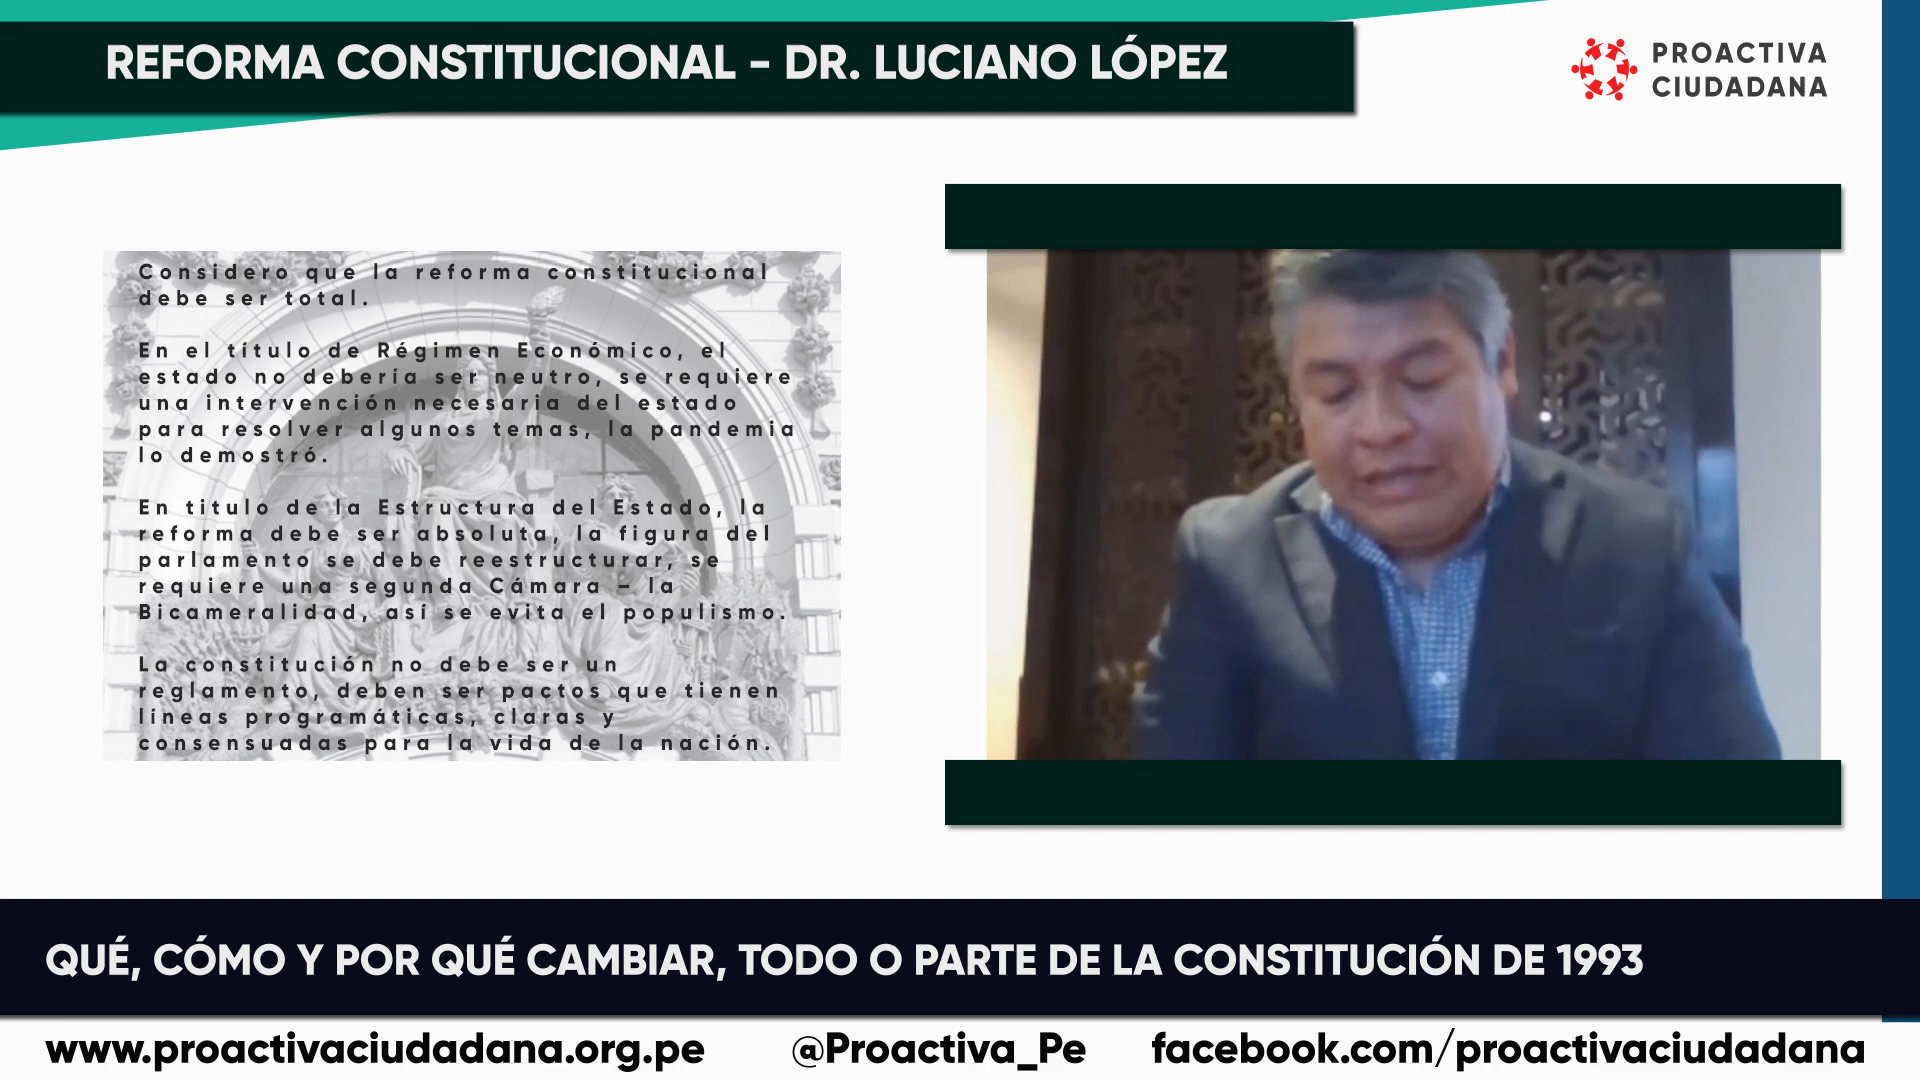 REFORMA CONSTITUCIONAL - DR. LUCIANO LÓPEZ
PROACTIVA
CIUDADANA
Considero que la reforma constitucional
debe ser total.
En el título de Régimen Económico, el
estado no debería ser neutro, se requiere
una intervención necesaria del estado
para resolver algunos temas, la pandemia
lo demostró.
En titulo de la Estructura del Estado, la
reforma debe ser absoluta, la figura del
parlamento se debe reestructurar, se
requiere una segunda Cámara – la
Bicameralidad, así se evita el populismo.
La constitución no debe ser un
reglamento, deben ser pactos que tienen
líneas programáticas, claras y
consensuadas para la vida de la nación.
QUÉ, CÓMO Y POR QUÉ CAMBIAR, TODO O PARTE DE LA CONSTITUCIÓN DE 1993
www.proactivaciudadana.org.pe @Proactiva_Pe facebook.com/proactivaciudadana